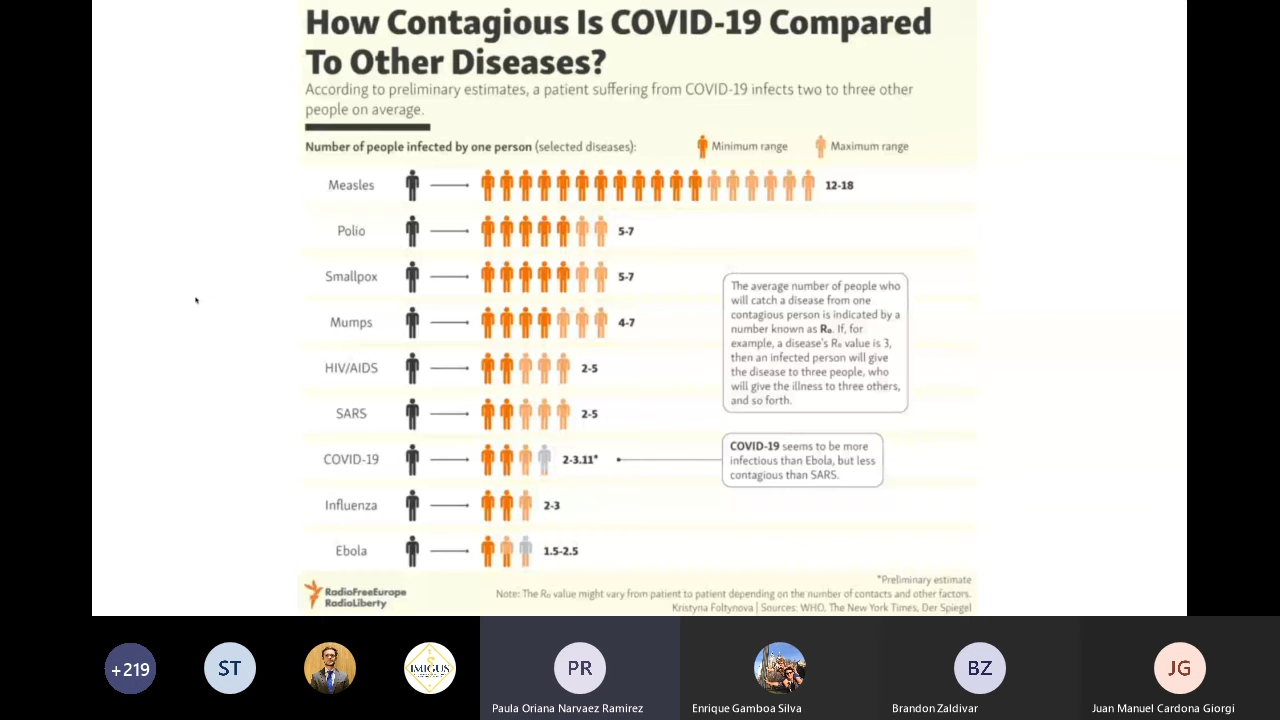 How Contagious Is COVID-19 Compared
To Other Diseases?
According to preliminary estimates, a patient suffering from COVID-19 infects two to three other
people on average.
Number of people infected by one person (selected diseases):
Minimum range
Maximum range
Measles
12-18
Polio
5-7
Smallpox
5-7
Mumps
4-7
HIV/AIDS
2-5
SARS
2-5
COVID-19
2-3.11*
Influenza
2-3
Ebola
1.5-2.5
The average number of people who
will catch a disease from one
contagious person is indicated by a
number known as R₀. If, for
example, a disease's R₀ value is 3,
then an infected person will give
the disease to three people, who
will give the illness to three others,
and so forth.
COVID-19 seems to be more
infectious than Ebola, but less
contagious than SARS.
RadioFreeEurope
RadioLiberty
*Preliminary estimate
Note: The R₀ value might vary from patient to patient depending on the number of contacts and other factors.
Kristyna Foltynova | Sources: WHO, The New York Times, Der Spiegel
+219
ST
IMIGUS
PR
BZ
JG
Paula Oriana Narvaez Ramirez
Enrique Gamboa Silva
Brandon Zaldivar
Juan Manuel Cardona Giorgi